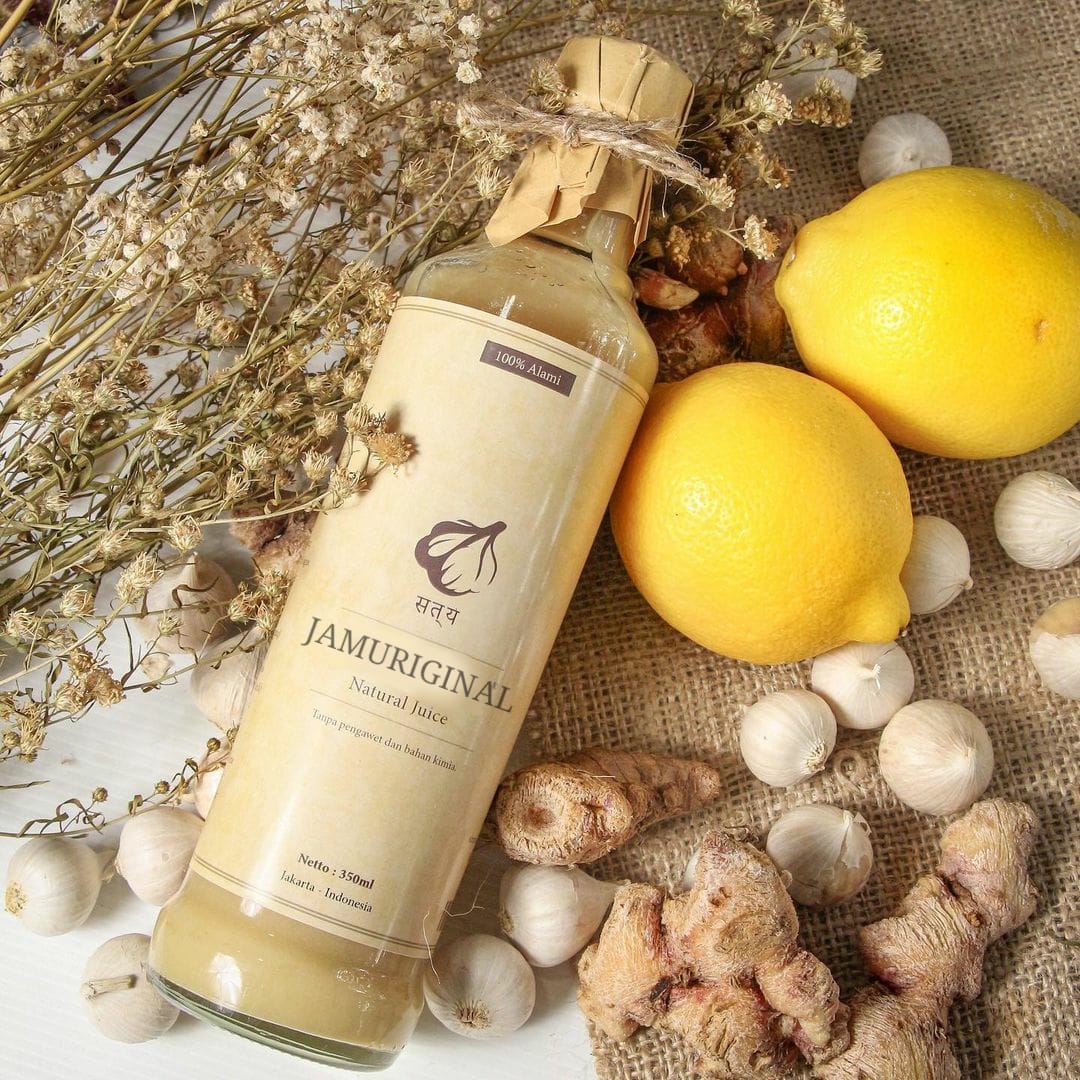 100% Alami
सत्य
JAMURIGINAL
Natural Juice
Tanpa pengawet dan bahan kimia.
Netto : 350ml
Jakarta - Indonesia